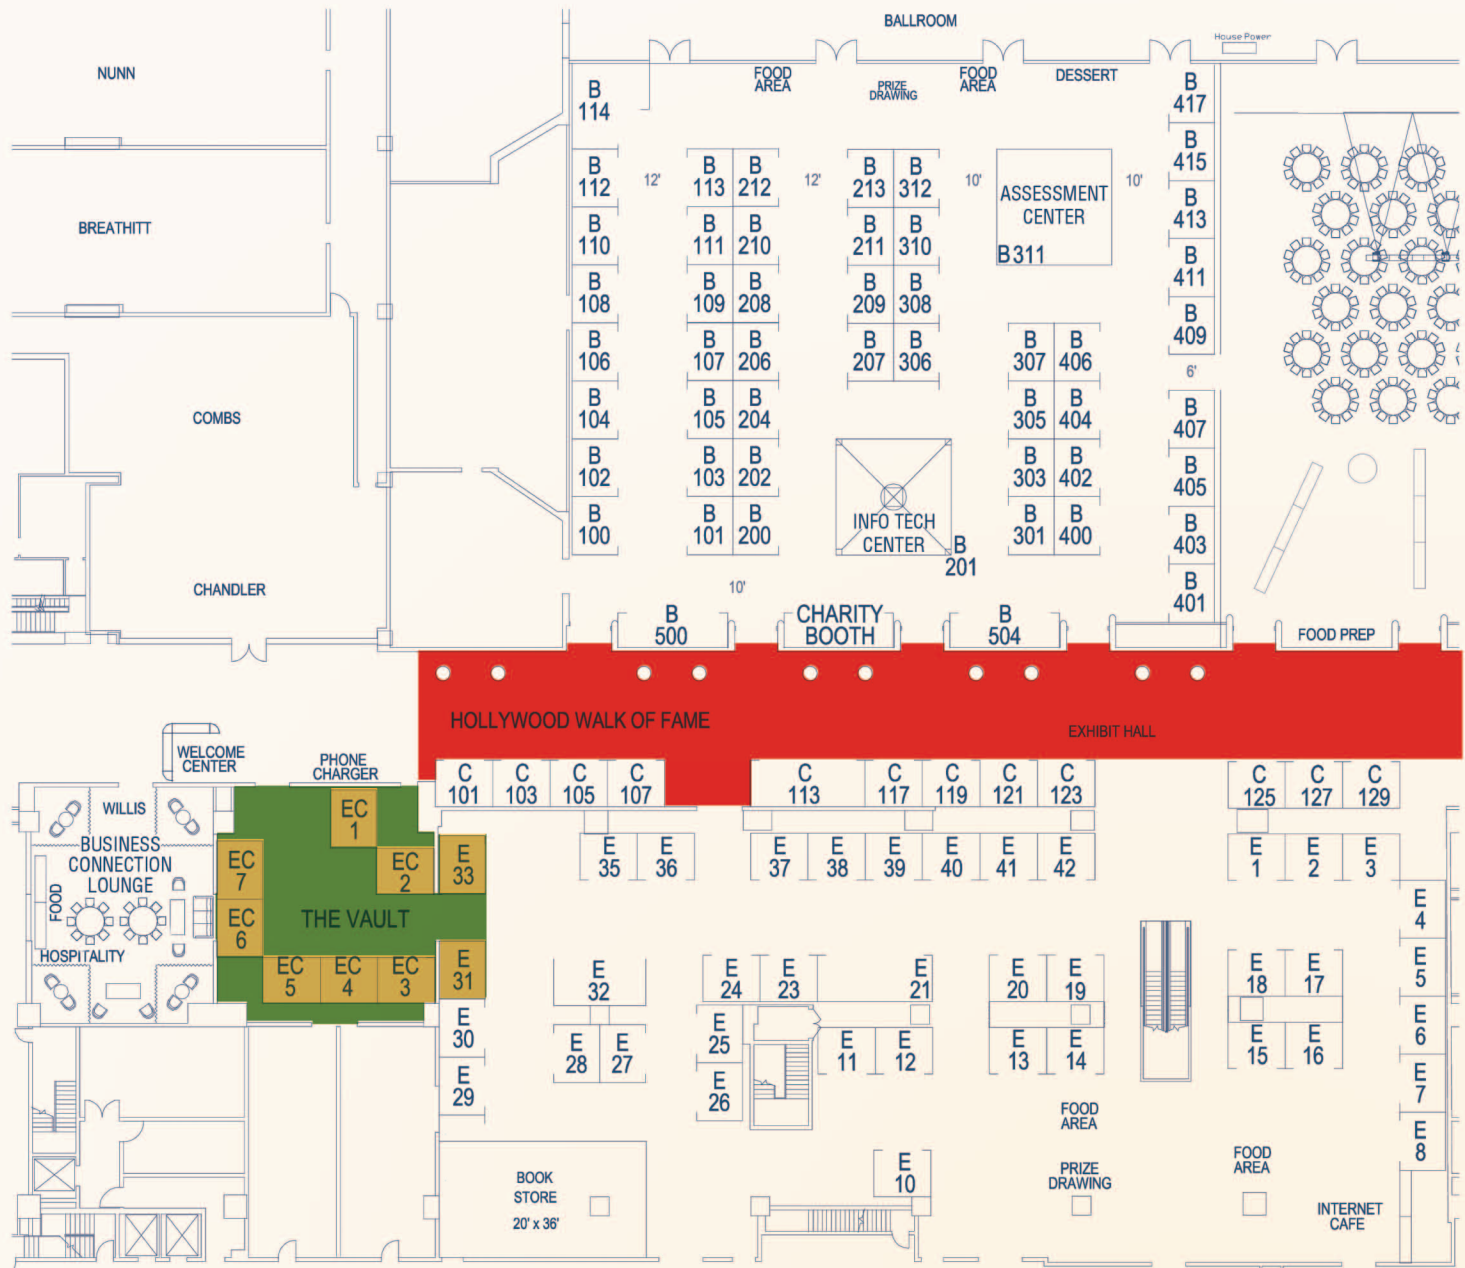 BALLROOM
House Power
NUNN
FOOD
AREA
PRIZE
DRAWING
FOOD
AREA
DESSERT
B
114
B
417
B
112
12'
B
113
B
212
12'
B
213
B
312
10'
ASSESSMENT
CENTER
B311
10'
B
415
BREATHITT
B
110
B
111
B
210
B
211
B
310
B
413
B
108
B
109
B
208
B
209
B
308
B
411
B
106
B
107
B
206
B
207
B
306
B
307
B
406
B
409
6'
COMBS
B
104
B
105
B
204
B
305
B
404
B
407
B
102
B
103
B
202
B
303
B
402
B
405
B
100
B
101
B
200
INFO TECH
CENTER
B
201
B
301
B
400
B
403
CHANDLER
10'
B
401
B
500
CHARITY
BOOTH
B
504
FOOD PREP
HOLLYWOOD WALK OF FAME
EXHIBIT HALL
WELCOME
CENTER
PHONE
CHARGER
C
101
C
103
C
105
C
107
C
113
C
117
C
119
C
121
C
123
C
125
C
127
C
129
WILLIS
BUSINESS
CONNECTION
LOUNGE
FOOD
HOSPITALITY
EC
1
EC
2
EC
7
EC
6
THE VAULT
EC
5
EC
4
EC
3
E
33
E
31
E
35
E
36
E
37
E
38
E
39
E
40
E
41
E
42
E
1
E
2
E
3
E
4
E
32
E
24
E
23
E
21
E
20
E
19
E
18
E
17
E
5
E
30
E
28
E
27
E
25
E
11
E
12
E
13
E
14
E
15
E
16
E
6
E
29
E
26
E
7
FOOD
AREA
E
8
BOOK
STORE
20' x 36'
E
10
PRIZE
DRAWING
FOOD
AREA
INTERNET
CAFE